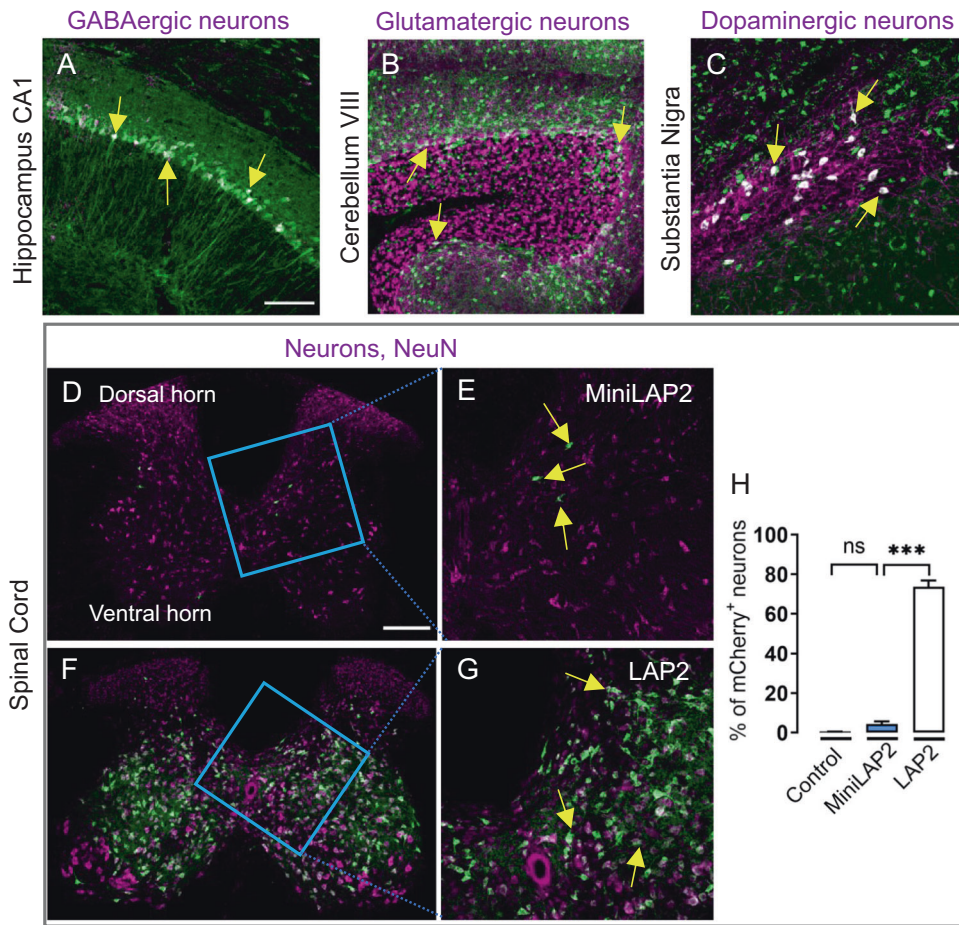 GABAergic neurons
Glutamatergic neurons
Dopaminergic neurons
Hippocampus CA1
A
Cerebellum VIII
B
Substantia Nigra
C
Spinal Cord
Neurons, NeuN
D
Dorsal horn
Ventral horn
E
MiniLAP2
F
G
LAP2
H
% of mCherry⁺ neurons
100
80
60
40
20
0
ns
***
Control
MiniLAP2
LAP2